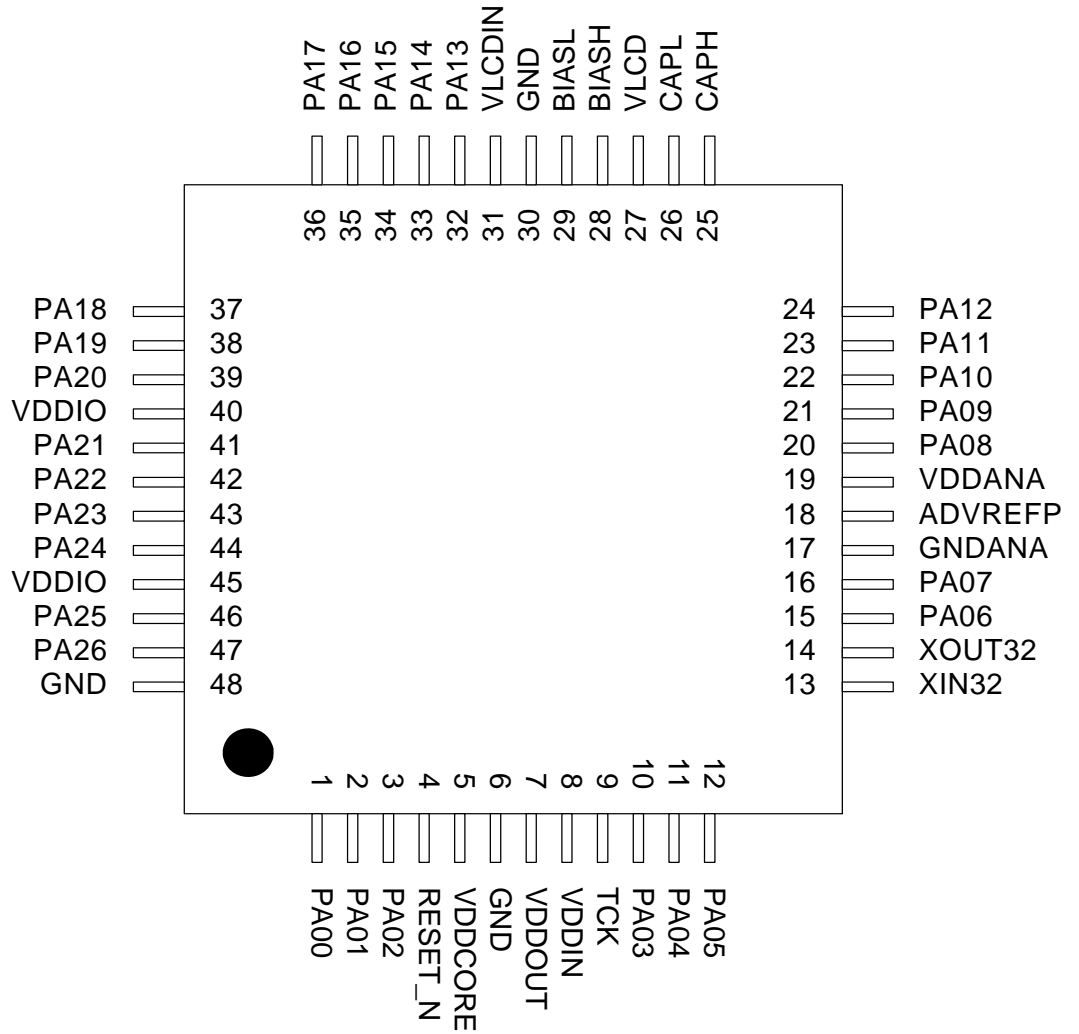 PA17
PA16
PA15
PA14
PA13
VLCDIN
GND
BIASL
BIASH
VLCD
CAPL
CAPH
36
35
34
33
32
31
30
29
28
27
26
25
PA18 37
PA19 38
PA20 39
VDDIO 40
PA21 41
PA22 42
PA23 43
PA24 44
VDDIO 45
PA25 46
PA26 47
GND 48
24 PA12
23 PA11
22 PA10
21 PA09
20 PA08
19 VDDANA
18 ADVREFP
17 GNDANA
16 PA07
15 PA06
14 XOUT32
13 XIN32
1
2
3
4
5
6
7
8
9
10
11
12
PA00
PA01
PA02
RESET_N
VDDCORE
GND
VDDOUT
VDDIN
TCK
PA03
PA04
PA05